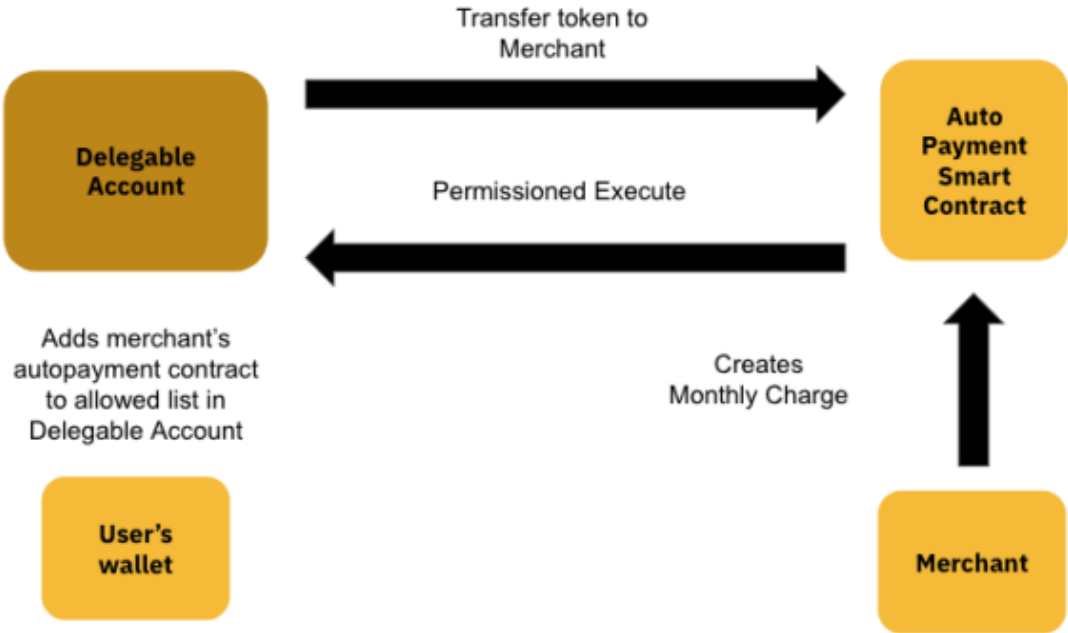 Transfer token to
Merchant
Delegable
Account
Auto
Payment
Smart
Contract
Permissioned Execute
Adds merchant’s
autopayment contract
to allowed list in
Delegable Account
Creates
Monthly Charge
User’s
wallet
Merchant